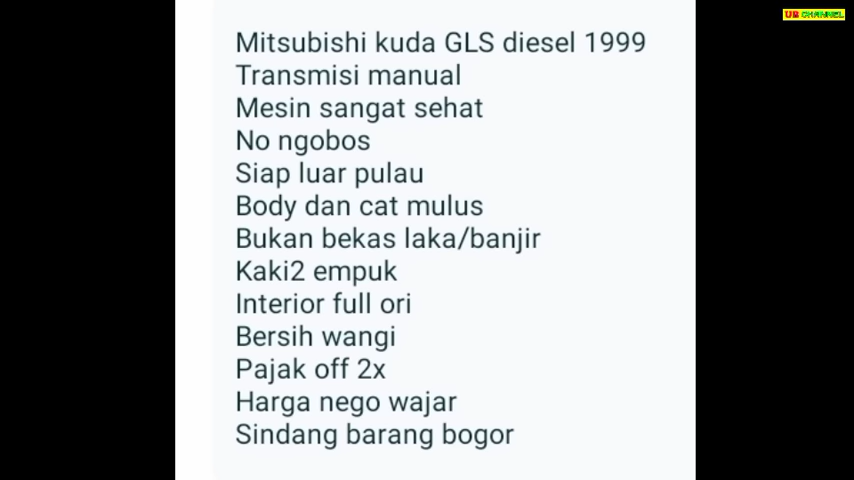 UB CHANNEL
Mitsubishi kuda GLS diesel 1999
Transmisi manual
Mesin sangat sehat
No ngobos
Siap luar pulau
Body dan cat mulus
Bukan bekas laka/banjir
Kaki2 empuk
Interior full ori
Bersih wangi
Pajak off 2x
Harga nego wajar
Sindang barang bogor